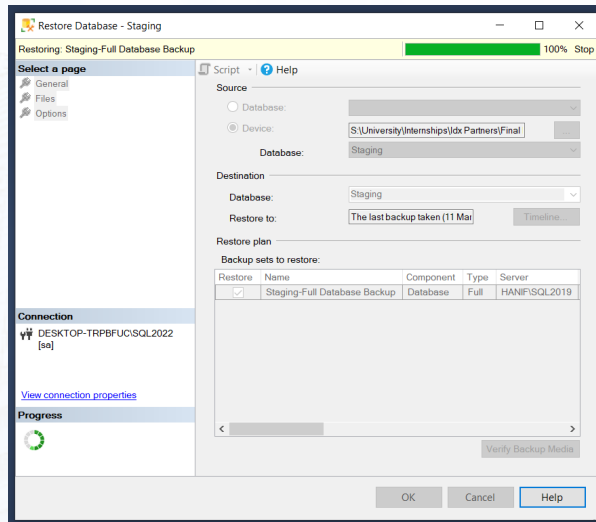 Restore Database - Staging
Restoring: Staging-Full Database Backup 100% Stop
Select a page
General
Files
Options
Script Help
Source
Database:
Device: S:\University\Internships\Idx Partners\Final ...
Database: Staging
Destination
Database: Staging
Restore to: The last backup taken (11 Mar Timeline...
Restore plan
Backup sets to restore:
Restore Name Component Type Server
Staging-Full Database Backup Database Full HANIF\SQL2019
Connection
DESKTOP-TRPBFUC\SQL2022
[sa]
View connection properties
Progress
Verify Backup Media
OK Cancel Help